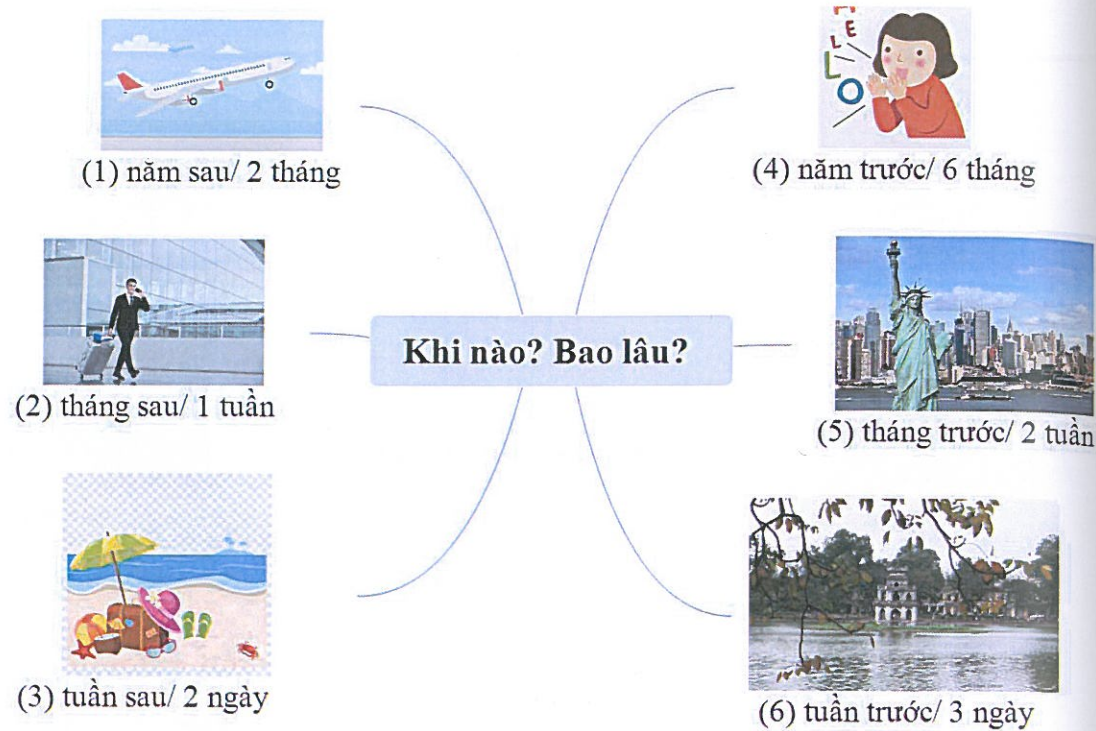 H
E
L
L
O
(1) năm sau/ 2 tháng
(4) năm trước/ 6 tháng
(2) tháng sau/ 1 tuần
Khi nào? Bao lâu?
(5) tháng trước/ 2 tuần
(3) tuần sau/ 2 ngày
(6) tuần trước/ 3 ngày